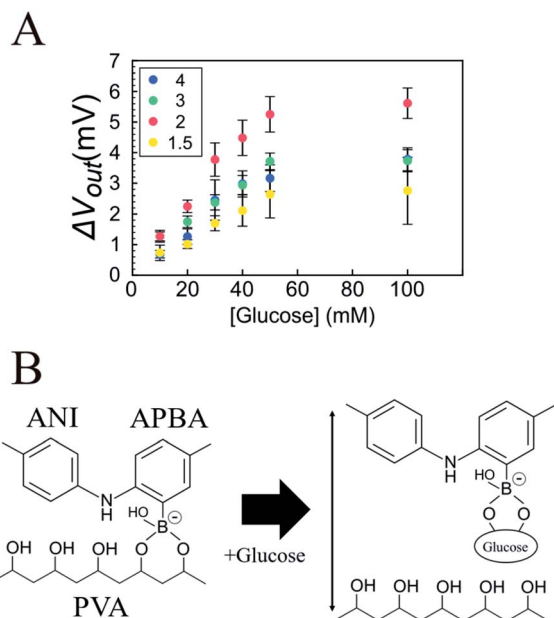 A
7
6
5
4
3
2
1
0
ΔVout(mV)
4
3
2
1.5
0 20 40 60 80 100
[Glucose] (mM)
B
ANI APBA
N
H
HO
B
⊖
OH OH OH O O
PVA
+Glucose
N
H
HO
B
⊖
O O
Glucose
OH OH OH OH OH